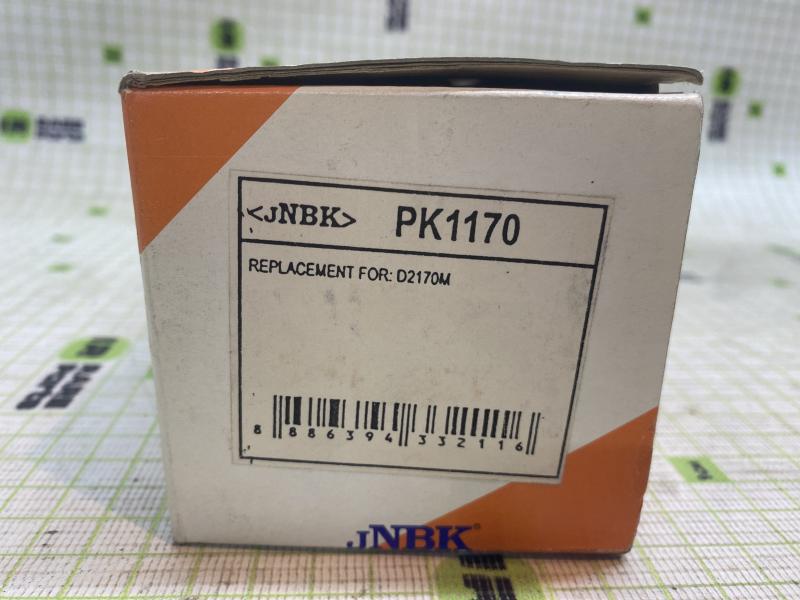 <JNBK> PK1170
REPLACEMENT FOR: D2170M
8 886394 332116
JNBK®